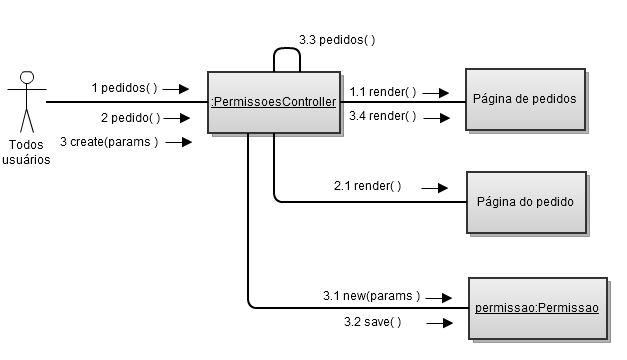 3.3 pedidos( )
1 pedidos( )
2 pedido( )
3 create(params )
Todos
usuários
:PermissoesController
1.1 render( )
3.4 render( )
Página de pedidos
2.1 render( )
Página do pedido
3.1 new(params )
3.2 save( )
permissao:Permissao